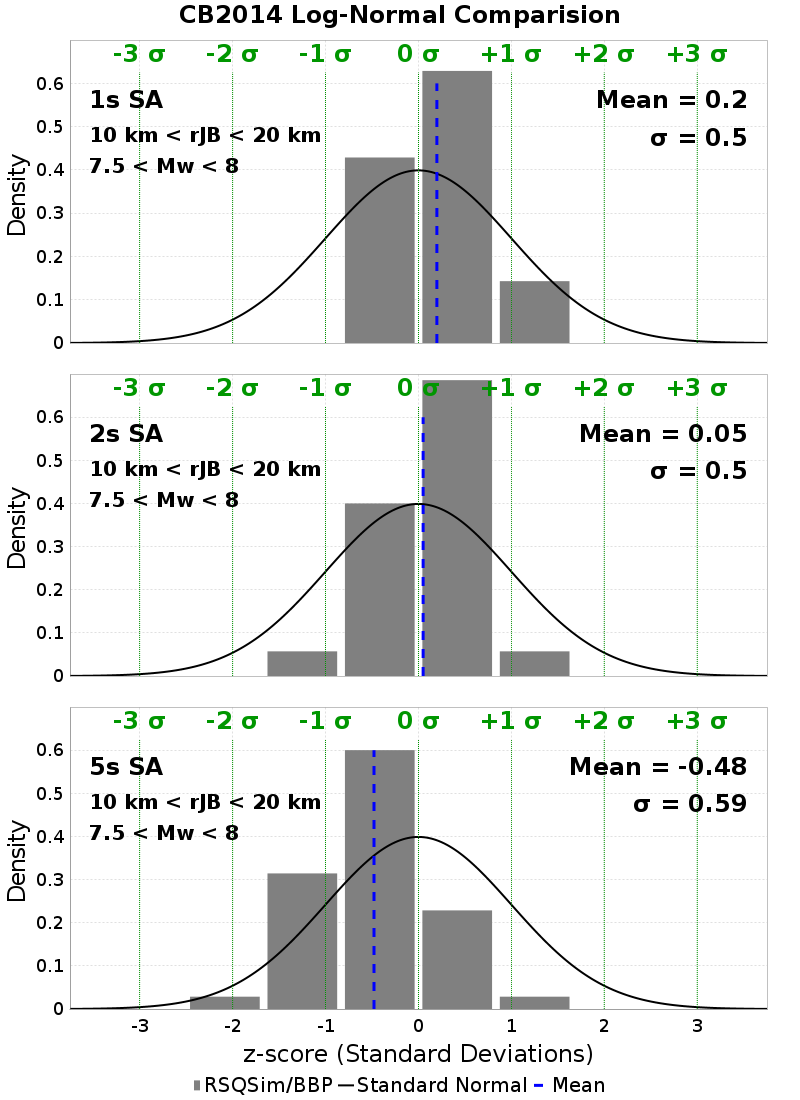 CB2014 Log-Normal Comparision
-3 σ -2 σ -1 σ 0 σ +1 σ +2 σ +3 σ
1s SA
10 km < rJB < 20 km
7.5 < Mw < 8
Mean = 0.2
σ = 0.5
0.6
0.5
0.4
0.3
0.2
0.1
0
Density
-3 σ -2 σ -1 σ 0 σ +1 σ +2 σ +3 σ
2s SA
10 km < rJB < 20 km
7.5 < Mw < 8
Mean = 0.05
σ = 0.5
0.6
0.5
0.4
0.3
0.2
0.1
0
Density
-3 σ -2 σ -1 σ 0 σ +1 σ +2 σ +3 σ
5s SA
10 km < rJB < 20 km
7.5 < Mw < 8
Mean = -0.48
σ = 0.59
0.6
0.5
0.4
0.3
0.2
0.1
0
Density
-3 -2 -1 0 1 2 3
z-score (Standard Deviations)
RSQSim/BBP Standard Normal Mean